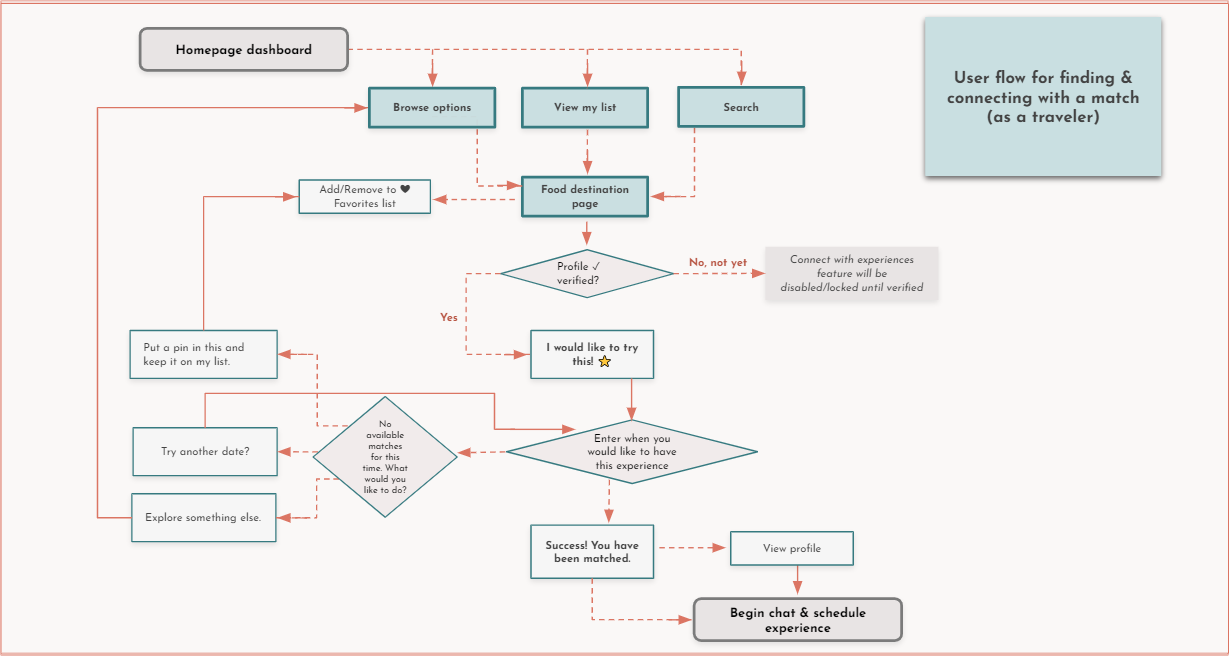 Homepage dashboard
User flow for finding &
connecting with a match
(as a traveler)
Browse options
View my list
Search
Add/Remove to ♥
Favorites list
Food destination
page
Profile ✓
verified?
No, not yet
Connect with experiences
feature will be
disabled/locked until verified
Yes
Put a pin in this and
keep it on my list.
I would like to try
this! ⭐
No
available
matches
for this
time. What
would you
like to do?
Try another date?
Enter when you
would like to have
this experience
Explore something else.
Success! You have
been matched.
View profile
Begin chat & schedule
experience